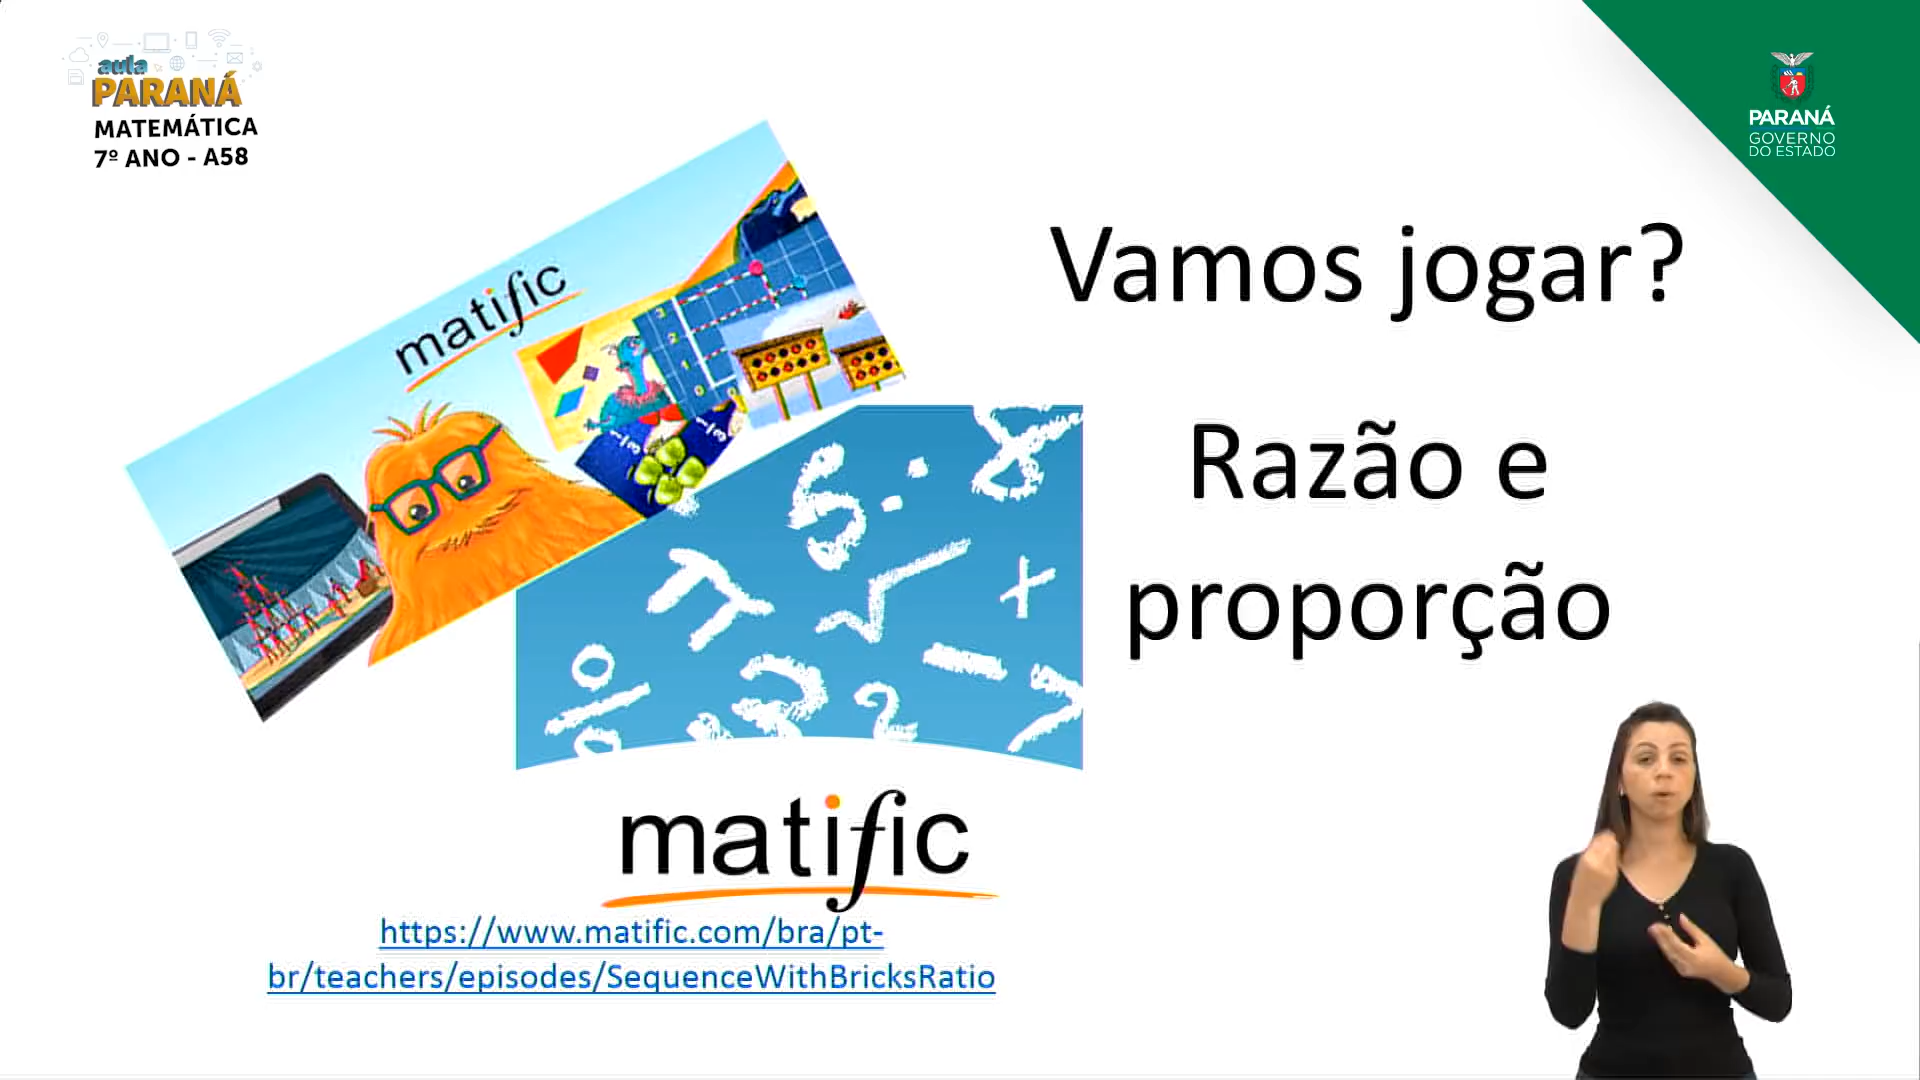 aula
PARANÁ
MATEMÁTICA
7º ANO - A58
PARANÁ
GOVERNO
DO ESTADO
matific
Vamos jogar?
Razão e
proporção
matific
https://www.matific.com/bra/pt-
br/teachers/episodes/SequenceWithBricksRatio